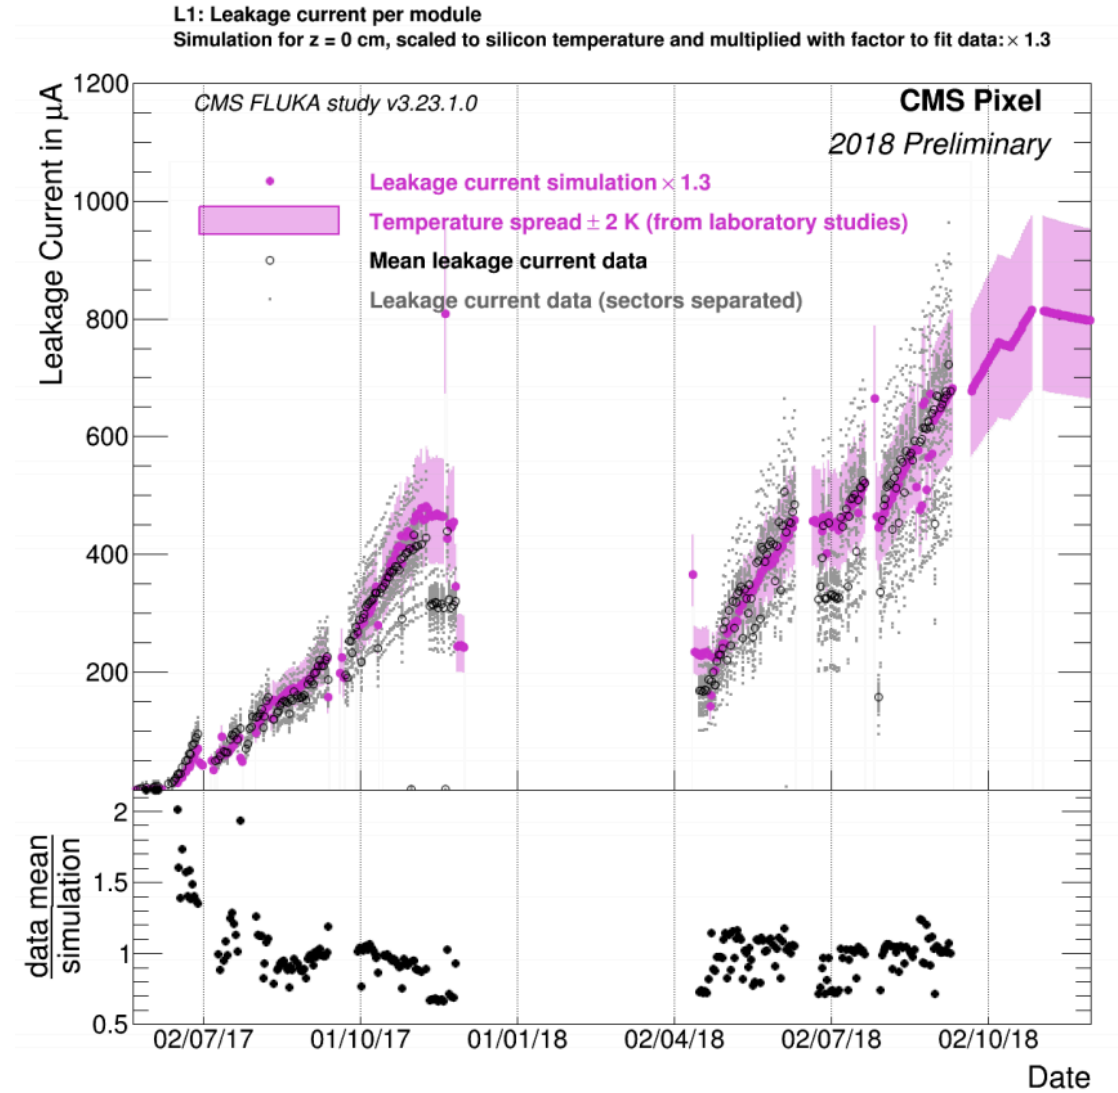 L1: Leakage current per module
Simulation for z = 0 cm, scaled to silicon temperature and multiplied with factor to fit data: × 1.3
Leakage Current in μA
1200
1000
800
600
400
200
CMS FLUKA study v3.23.1.0
CMS Pixel
2018 Preliminary
Leakage current simulation × 1.3
Temperature spread ± 2 K (from laboratory studies)
Mean leakage current data
Leakage current data (sectors separated)
data mean
simulation
2
1.5
1
0.5
02/07/17 01/10/17 01/01/18 02/04/18 02/07/18 02/10/18
Date